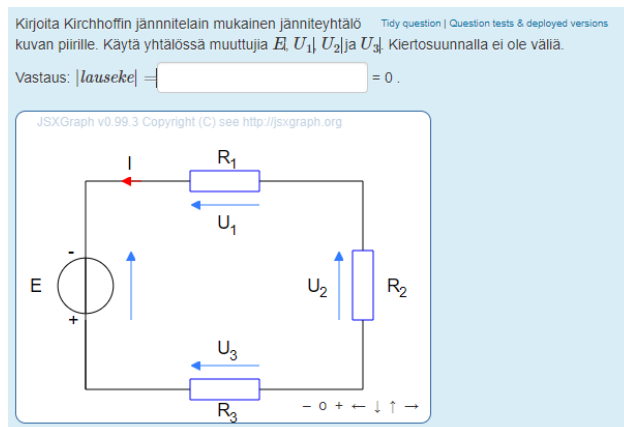 Kirjoita Kirchhoffin jännnitelain mukainen jänniteyhtälö
Tidy question | Question tests & deployed versions
kuvan piirille. Käytä yhtälössä muuttujia E, U₁, U₂ ja U₃. Kiertosuunnalla ei ole väliä.
Vastaus: |lauseke| = = 0 .
JSXGraph v0.99.3 Copyright (C) see http://jsxgraph.org
I
R₁
U₁
-
E
+
U₂
R₂
U₃
R₃
− o + ← ↓ ↑ →